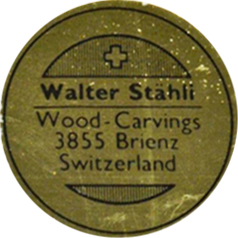 Walter Stähli
Wood-Carvings
3855 Brienz
Switzerland